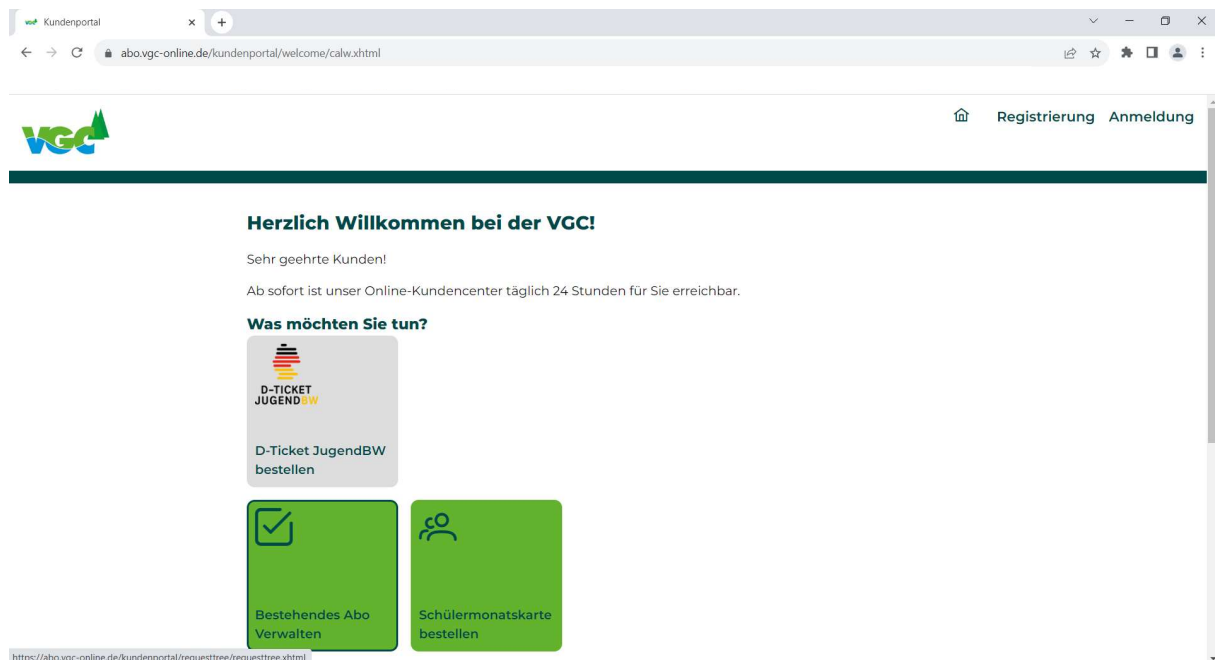 Kundenportal
abo.vgc-online.de/kundenportal/welcome/calw.xhtml
vgc
Registrierung Anmeldung
Herzlich Willkommen bei der VGC!
Sehr geehrte Kunden!
Ab sofort ist unser Online-Kundencenter täglich 24 Stunden für Sie erreichbar.
Was möchten Sie tun?
D-TICKET
JUGENDBW
D-Ticket JugendBW
bestellen
Bestehendes Abo
Verwalten
Schülermonatskarte
bestellen
https://abo.vgc-online.de/kundenportal/requesttree/requesttree.xhtml